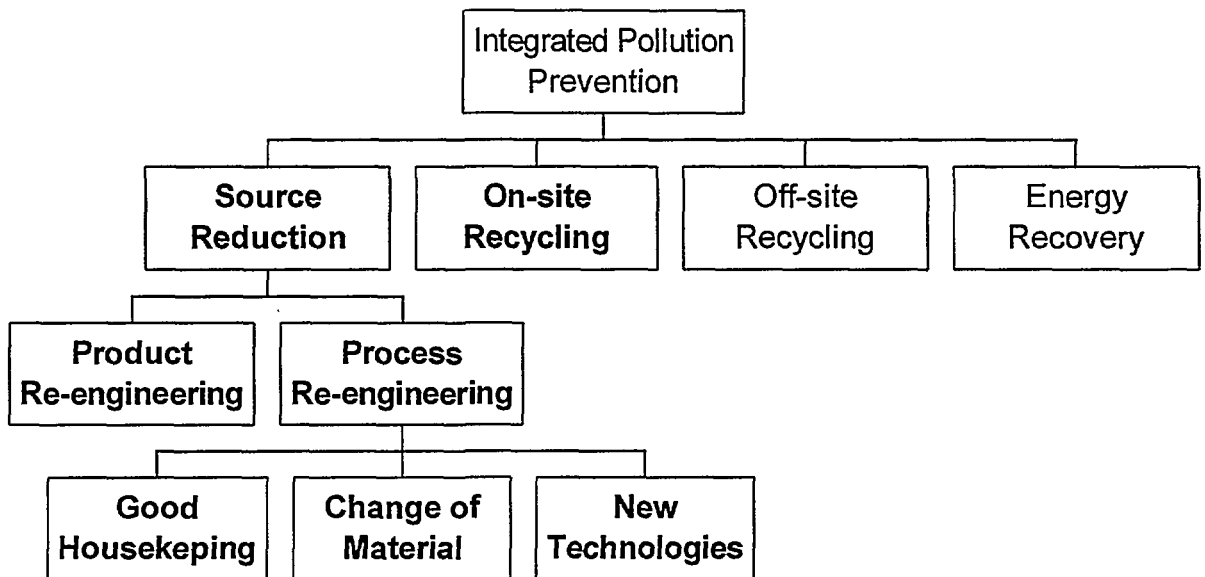 Integrated Pollution
Prevention
Source
Reduction
On-site
Recycling
Off-site
Recycling
Energy
Recovery
Product
Re-engineering
Process
Re-engineering
Good
Housekeping
Change of
Material
New
Technologies